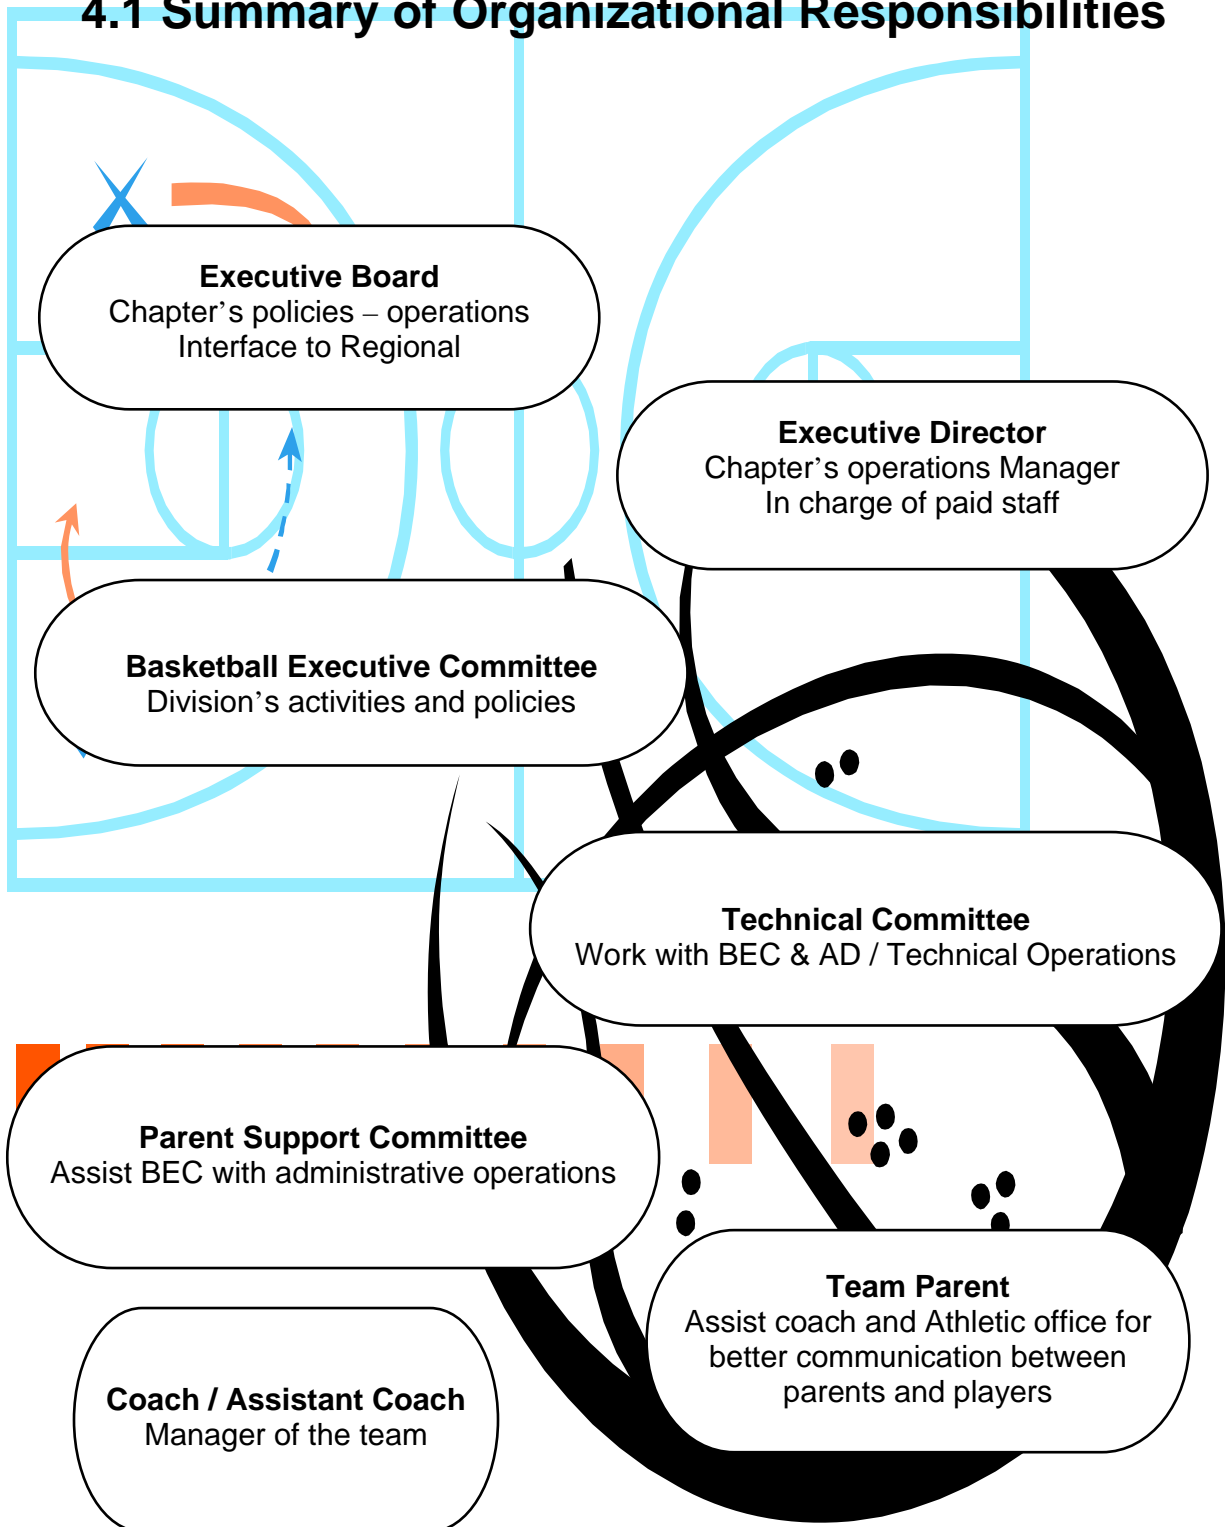 4.1 Summary of Organizational Responsibilities
Executive Board
Chapter’s policies – operations
Interface to Regional
Executive Director
Chapter’s operations Manager
In charge of paid staff
Basketball Executive Committee
Division’s activities and policies
Technical Committee
Work with BEC & AD / Technical Operations
Parent Support Committee
Assist BEC with administrative operations
Team Parent
Assist coach and Athletic office for
better communication between
parents and players
Coach / Assistant Coach
Manager of the team